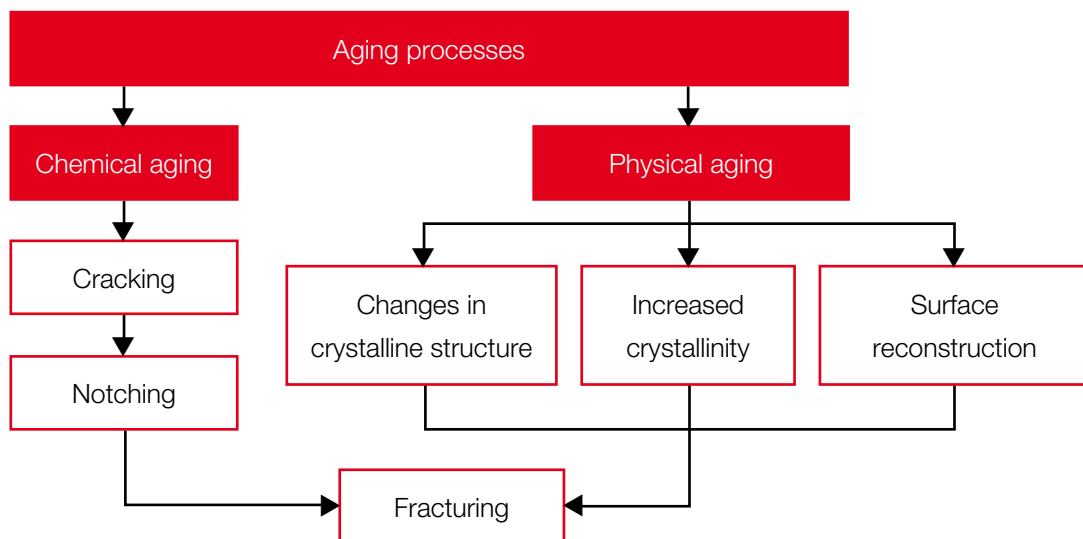 Aging processes
Chemical aging
Physical aging
Cracking
Changes in
crystalline structure
Increased
crystallinity
Surface
reconstruction
Notching
Fracturing